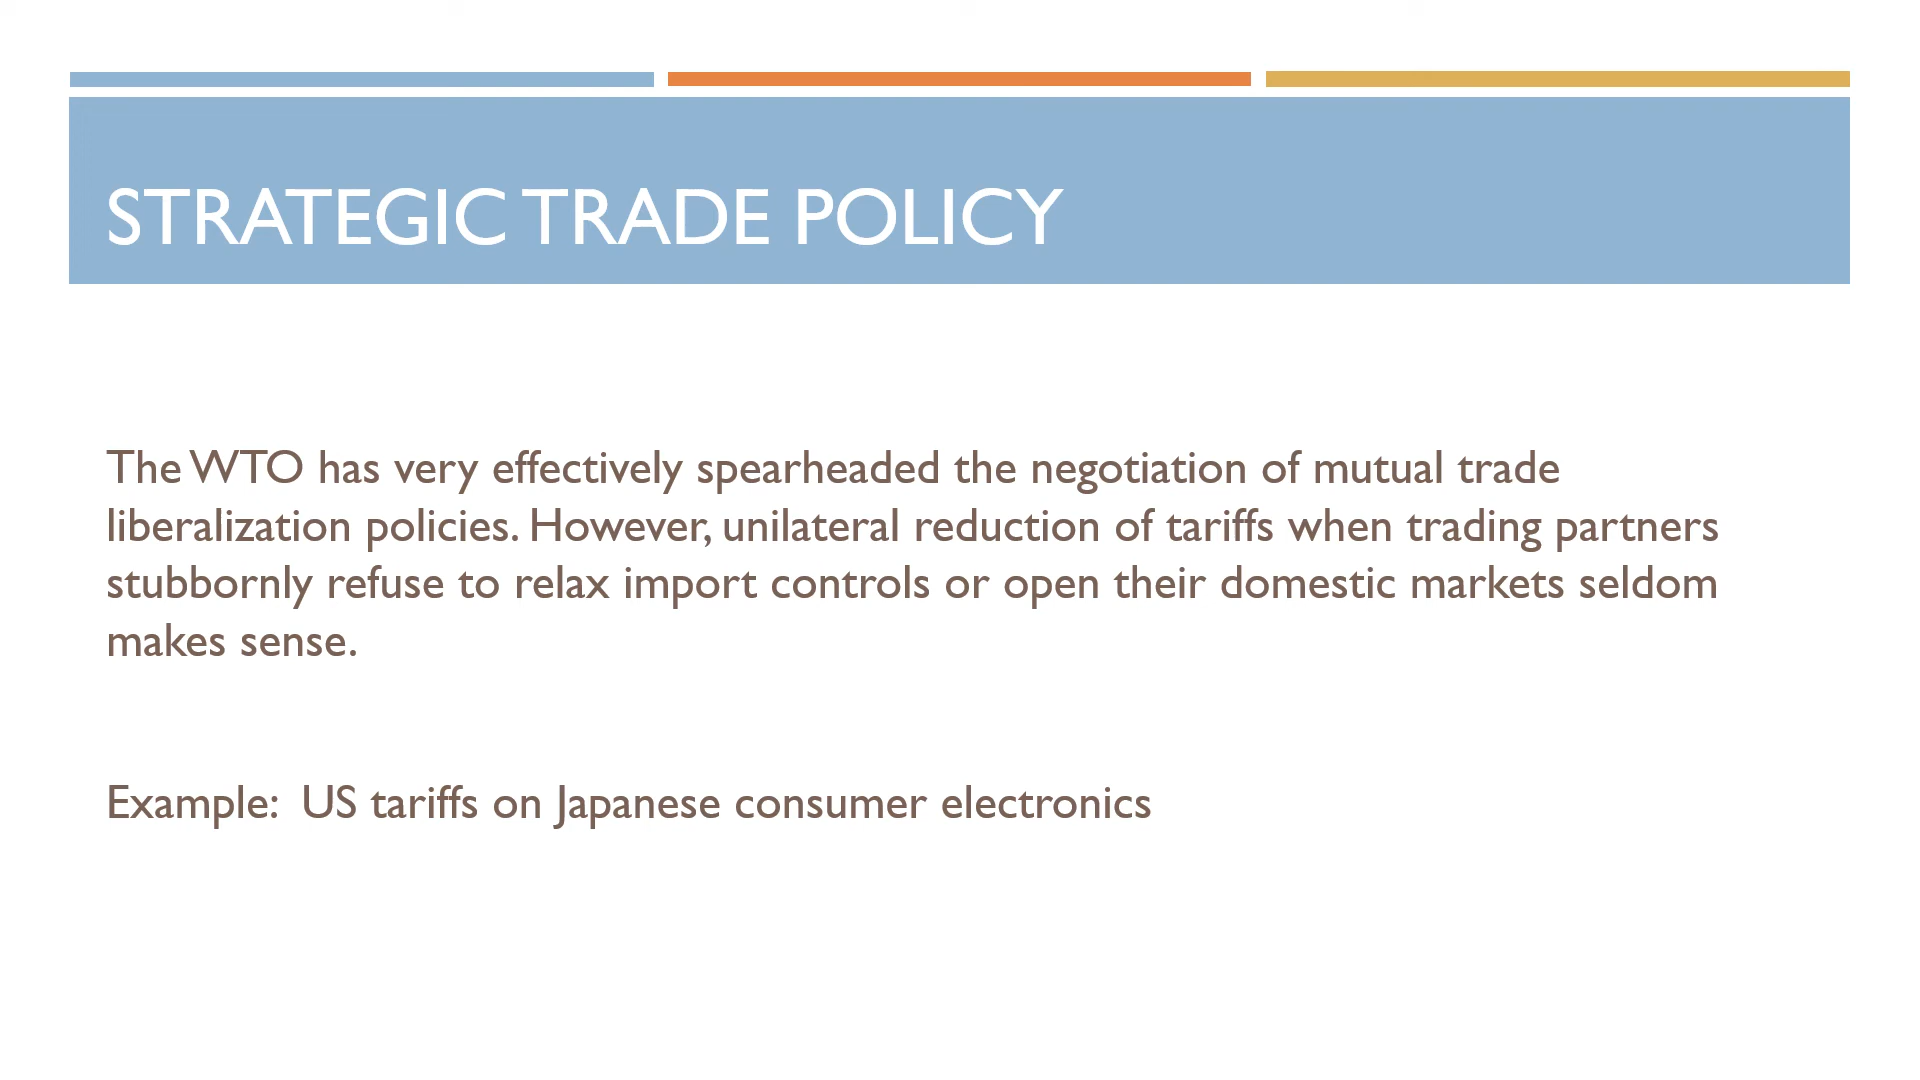 STRATEGIC TRADE POLICY
The WTO has very effectively spearheaded the negotiation of mutual trade
liberalization policies. However, unilateral reduction of tariffs when trading partners
stubbornly refuse to relax import controls or open their domestic markets seldom
makes sense.
Example:  US tariffs on Japanese consumer electronics